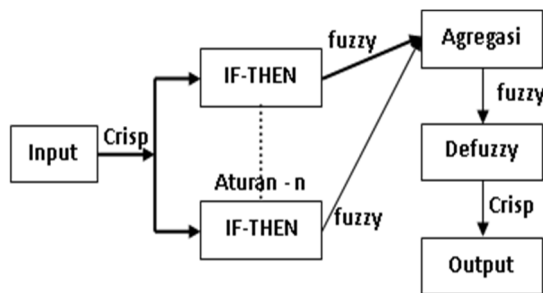 Input
Crisp
IF-THEN
Aturan - n
IF-THEN
fuzzy
fuzzy
Agregasi
fuzzy
Defuzzy
Crisp
Output